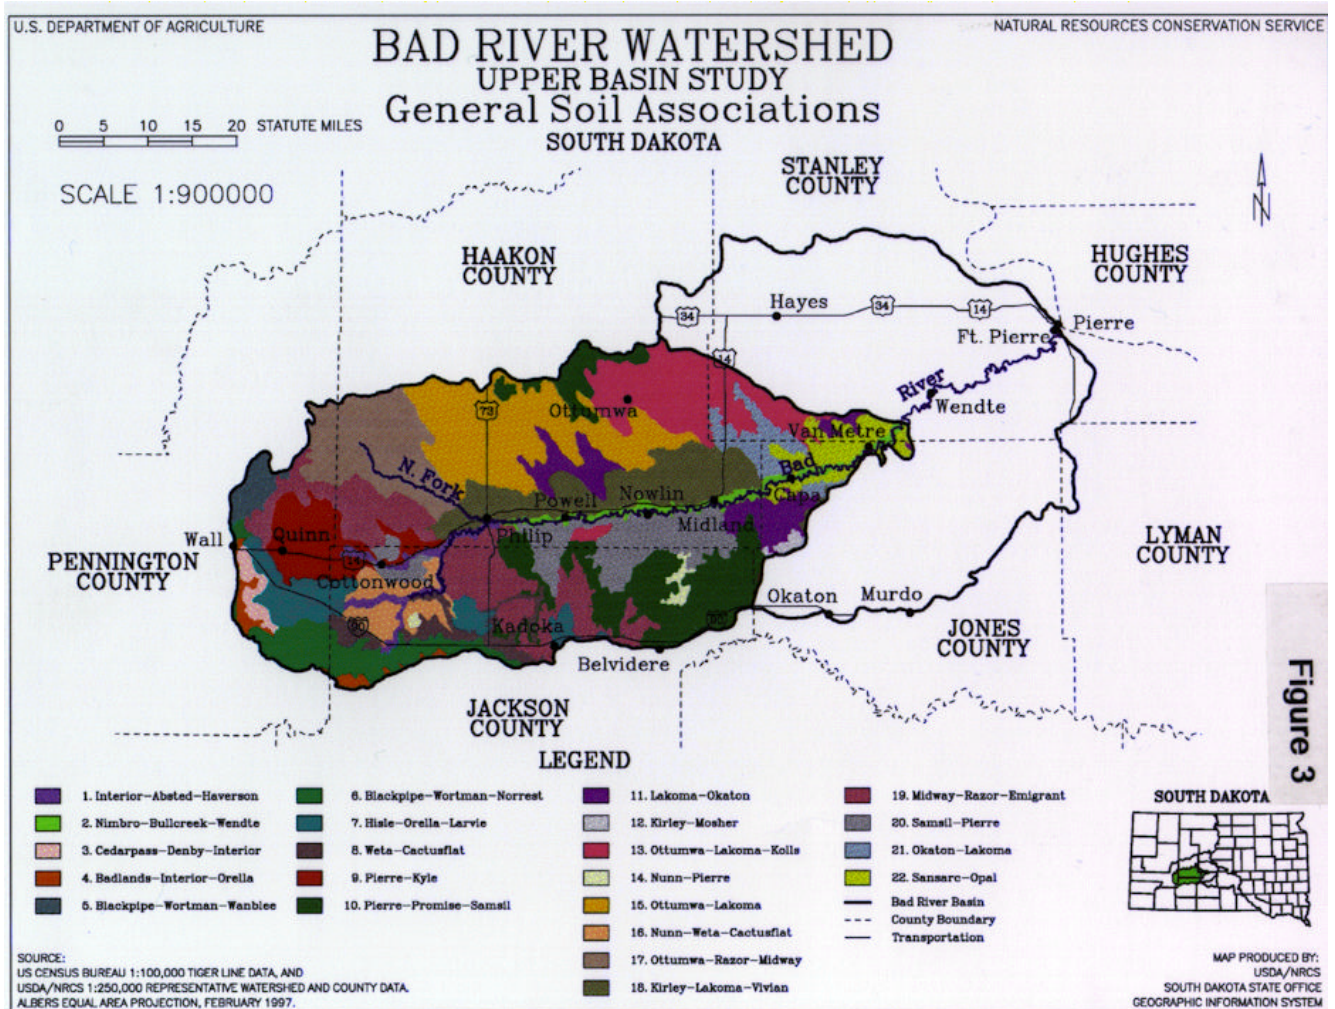 U.S. DEPARTMENT OF AGRICULTURE
NATURAL RESOURCES CONSERVATION SERVICE
BAD RIVER WATERSHED
UPPER BASIN STUDY
General Soil Associations
SOUTH DAKOTA
0 5 10 15 20 STATUTE MILES
SCALE 1:900000
STANLEY
COUNTY
HAAKON
COUNTY
HUGHES
COUNTY
34
Hayes
34
14
Pierre
Ft. Pierre
14
River
Wendte
73
Ottumwa
Van Metre
N. Fork
Bad
Powell
Nowlin
Capa
Midland
Wall
Quinn
Philip
PENNINGTON
COUNTY
14
Cottonwood
LYMAN
COUNTY
Okaton
Murdo
90
90
Kadoka
Belvidere
JONES
COUNTY
JACKSON
COUNTY
Figure 3
LEGEND
1. Interior-Absted-Haverson
2. Nimbro-Bullcreek-Wendte
3. Cedarpass-Denby-Interior
4. Badlands-Interior-Orella
5. Blackpipe-Wortman-Wanblee
6. Blackpipe-Wortman-Norrest
7. Hisle-Orella-Larvie
8. Weta-Cactusflat
9. Pierre-Kyle
10. Pierre-Promise-Samsil
11. Lakoma-Okaton
12. Kirley-Mosher
13. Ottumwa-Lakoma-Kolls
14. Nunn-Pierre
15. Ottumwa-Lakoma
16. Nunn-Weta-Cactusflat
17. Ottumwa-Razor-Midway
18. Kirley-Lakoma-Vivian
19. Midway-Razor-Emigrant
20. Samsil-Pierre
21. Okaton-Lakoma
22. Sansarc-Opal
Bad River Basin
County Boundary
Transportation
SOUTH DAKOTA
SOURCE:
US CENSUS BUREAU 1:100,000 TIGER LINE DATA, AND
USDA/NRCS 1:250,000 REPRESENTATIVE WATERSHED AND COUNTY DATA.
ALBERS EQUAL AREA PROJECTION, FEBRUARY 1997.
MAP PRODUCED BY:
USDA/NRCS
SOUTH DAKOTA STATE OFFICE
GEOGRAPHIC INFORMATION SYSTEM
N